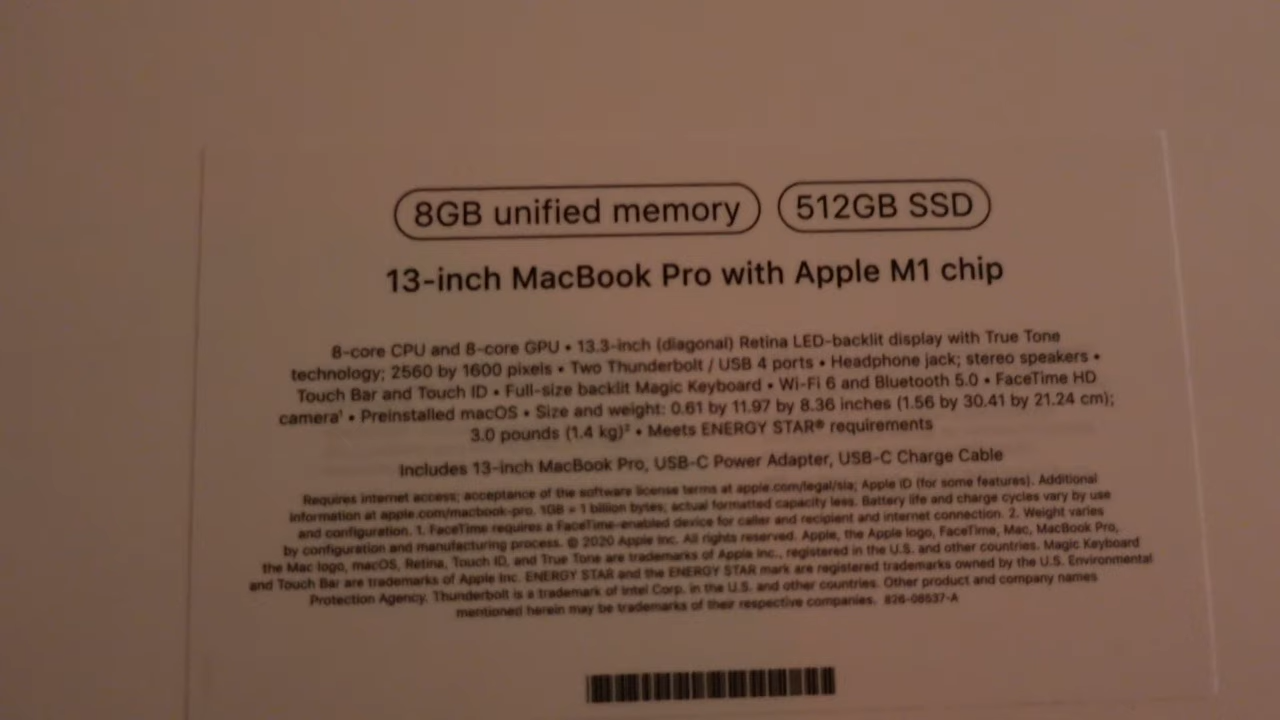 8GB unified memory 512GB SSD
13-inch MacBook Pro with Apple M1 chip
8-core CPU and 8-core GPU • 13.3-inch (diagonal) Retina LED-backlit display with True Tone
technology; 2560 by 1600 pixels • Two Thunderbolt / USB 4 ports • Headphone jack; stereo speakers •
Touch Bar and Touch ID • Full-size backlit Magic Keyboard • Wi-Fi 6 and Bluetooth 5.0 • FaceTime HD
camera¹ • Preinstalled macOS • Size and weight: 0.61 by 11.97 by 8.36 inches (1.56 by 30.41 by 21.24 cm);
3.0 pounds (1.4 kg)² • Meets ENERGY STAR® requirements
Includes 13-inch MacBook Pro, USB-C Power Adapter, USB-C Charge Cable
Requires internet access; acceptance of the software license terms at apple.com/legal/sla; Apple ID (for some features). Additional
information at apple.com/macbook-pro. 1GB = 1 billion bytes; actual formatted capacity less. Battery life and charge cycles vary by use
and configuration. 1. FaceTime requires a FaceTime-enabled device for caller and recipient and internet connection. 2. Weight varies
by configuration and manufacturing process. © 2020 Apple Inc. All rights reserved. Apple, the Apple logo, FaceTime, Mac, MacBook Pro,
the Mac logo, macOS, Retina, Touch ID, and True Tone are trademarks of Apple Inc., registered in the U.S. and other countries. Magic Keyboard
and Touch Bar are trademarks of Apple Inc. ENERGY STAR and the ENERGY STAR mark are registered trademarks owned by the U.S. Environmental
Protection Agency. Thunderbolt is a trademark of Intel Corp. in the U.S. and other countries. Other product and company names
mentioned herein may be trademarks of their respective companies. 826-08537-A